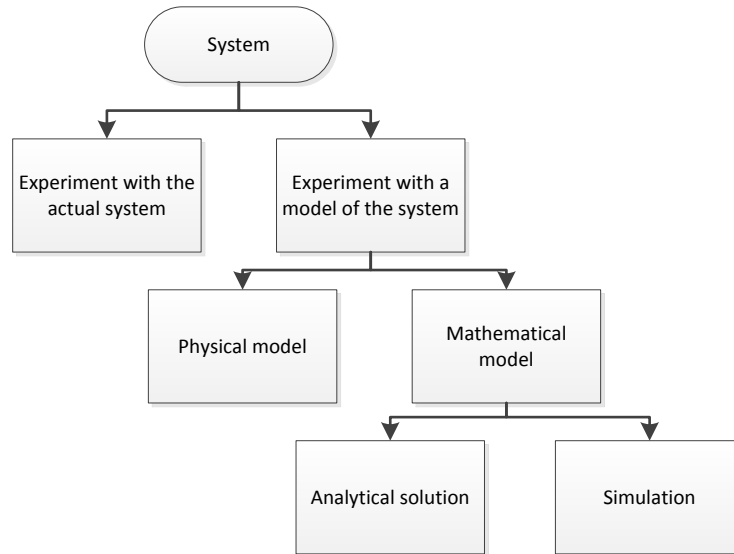 System
Experiment with the
actual system
Experiment with a
model of the system
Physical model
Mathematical
model
Analytical solution
Simulation